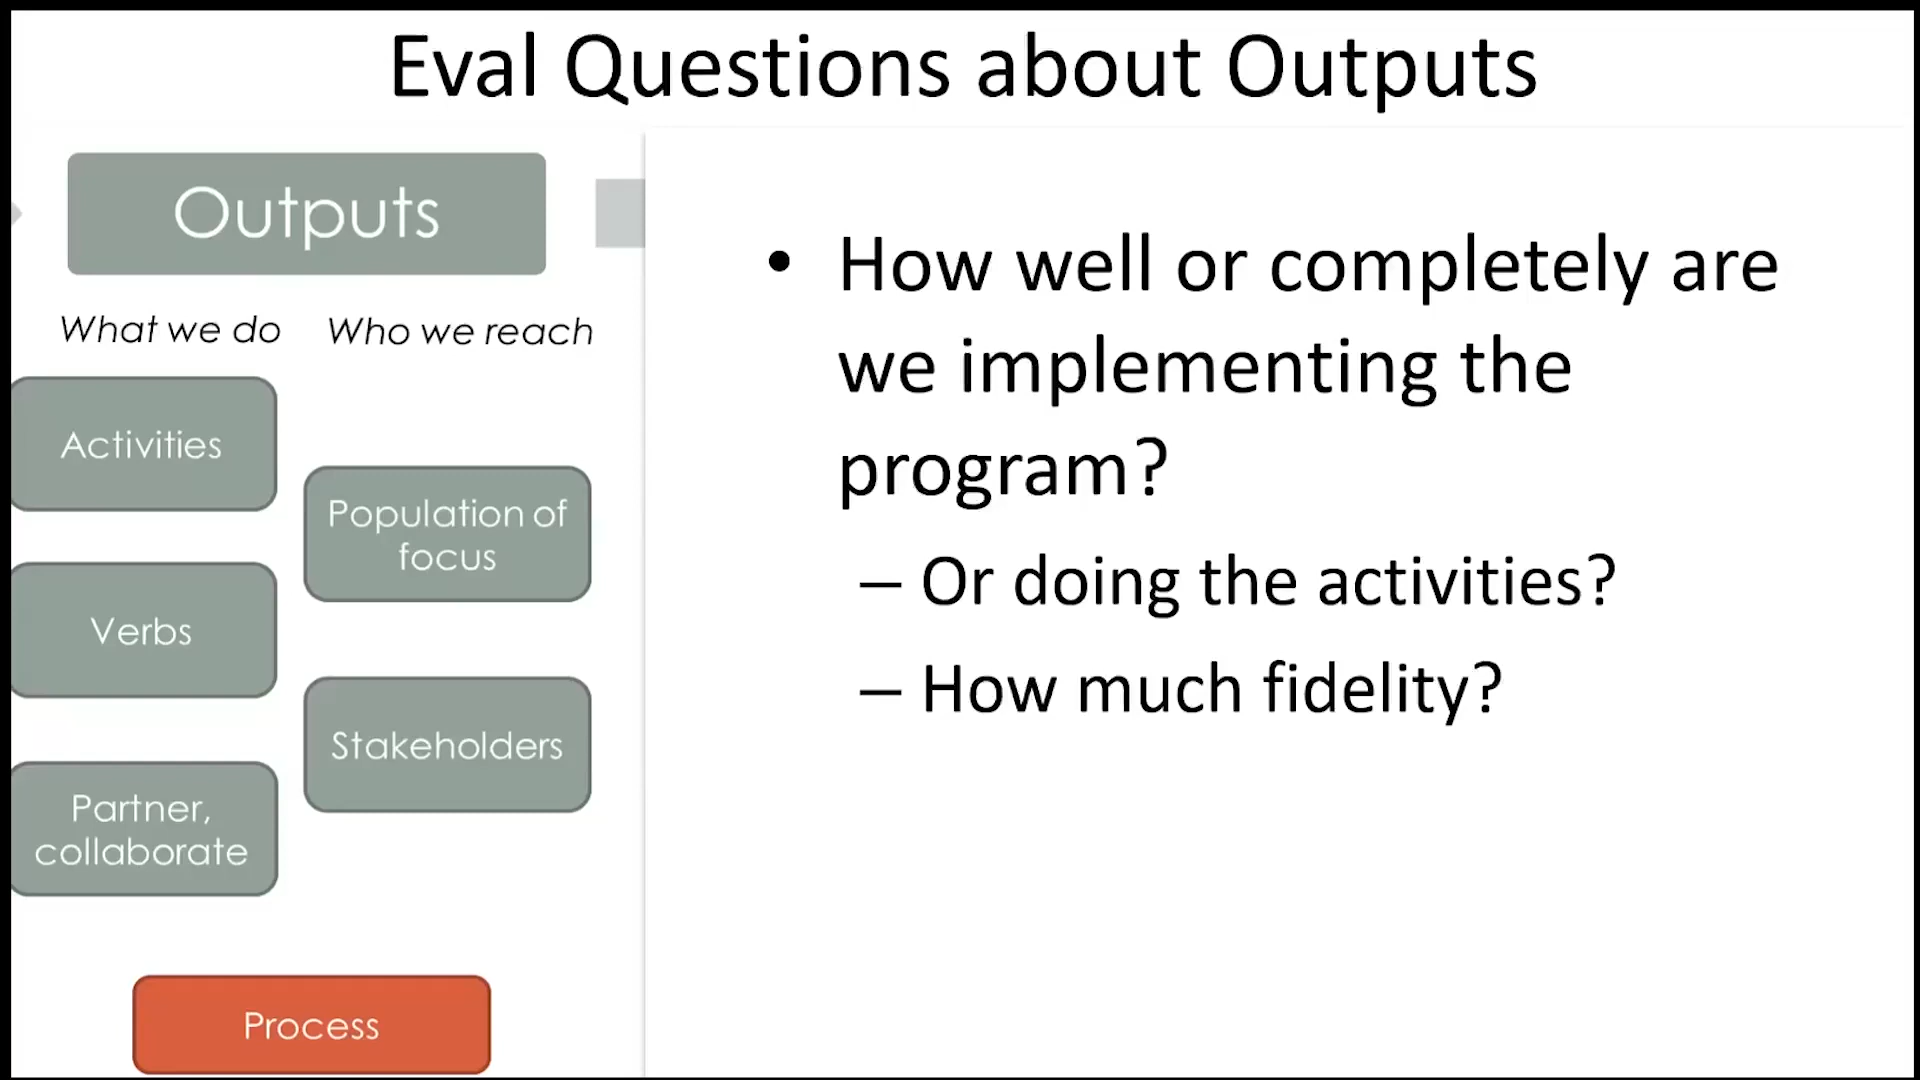 Eval Questions about Outputs
Outputs
What we do
Who we reach
Activities
Verbs
Partner,
collaborate
Population of
focus
Stakeholders
Process
• How well or completely are
we implementing the
program?
– Or doing the activities?
– How much fidelity?